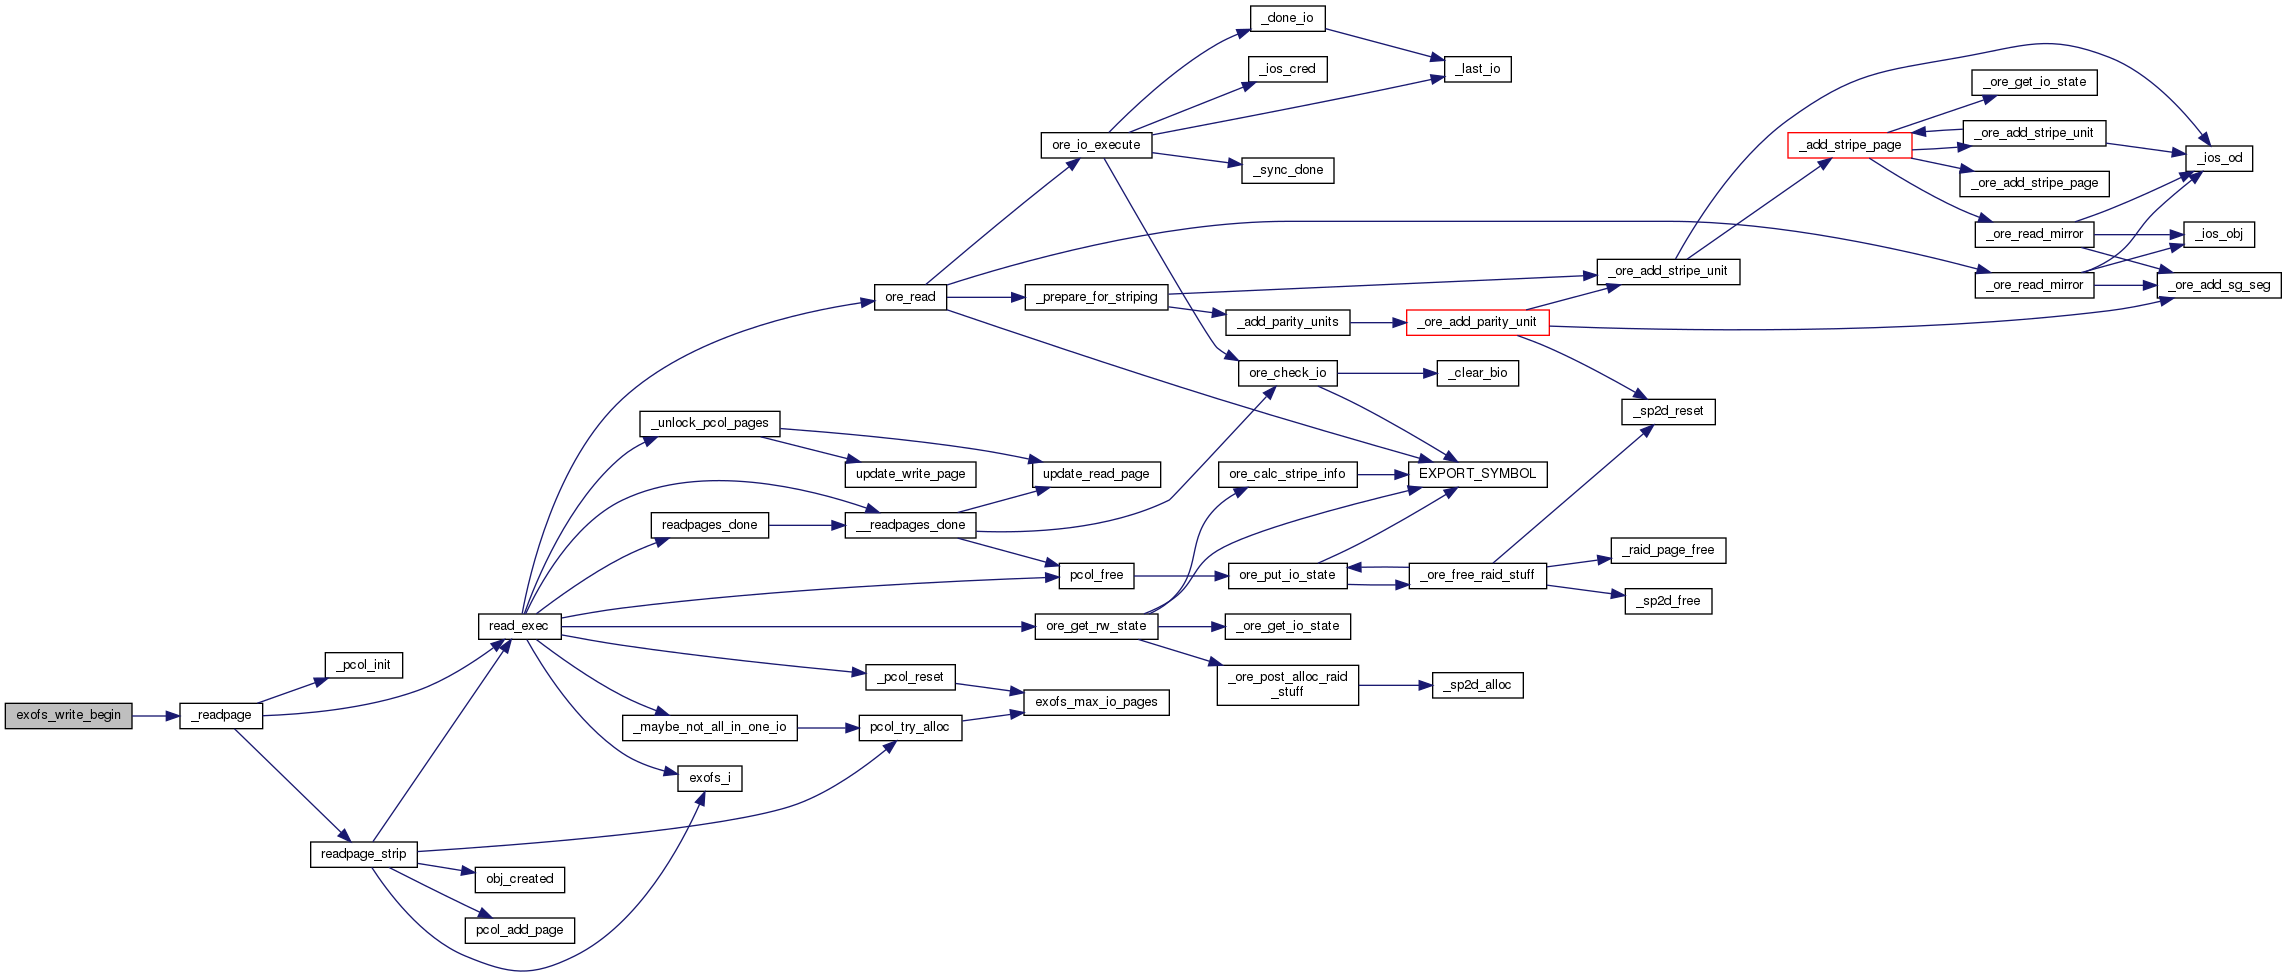 _done_io
_ios_cred
_last_io
_ore_get_io_state
ore_io_execute
_add_stripe_page
_ore_add_stripe_unit
_ios_od
_sync_done
_ore_add_stripe_page
_ore_read_mirror
_ios_obj
_ore_add_stripe_unit
_ore_read_mirror
_ore_add_sg_seg
ore_read
_prepare_for_striping
_add_parity_units
_ore_add_parity_unit
ore_check_io
_clear_bio
_sp2d_reset
_unlock_pcol_pages
update_write_page
update_read_page
ore_calc_stripe_info
EXPORT_SYMBOL
readpages_done
__readpages_done
_raid_page_free
pcol_free
ore_put_io_state
_ore_free_raid_stuff
_sp2d_free
read_exec
ore_get_rw_state
_ore_get_io_state
_pcol_init
_pcol_reset
_ore_post_alloc_raid
_stuff
_sp2d_alloc
exofs_write_begin
_readpage
_maybe_not_all_in_one_io
pcol_try_alloc
exofs_max_io_pages
exofs_i
readpage_strip
obj_created
pcol_add_page